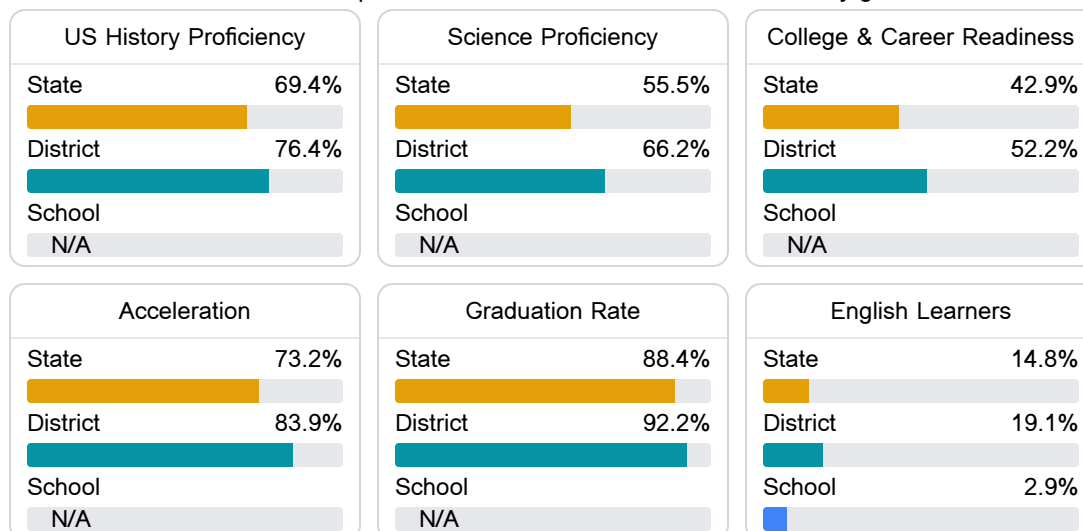 US History Proficiency
State 69.4%
District 76.4%
School
N/A
Science Proficiency
State 55.5%
District 66.2%
School
N/A
College & Career Readiness
State 42.9%
District 52.2%
School
N/A
Acceleration
State 73.2%
District 83.9%
School
N/A
Graduation Rate
State 88.4%
District 92.2%
School
N/A
English Learners
State 14.8%
District 19.1%
School 2.9%